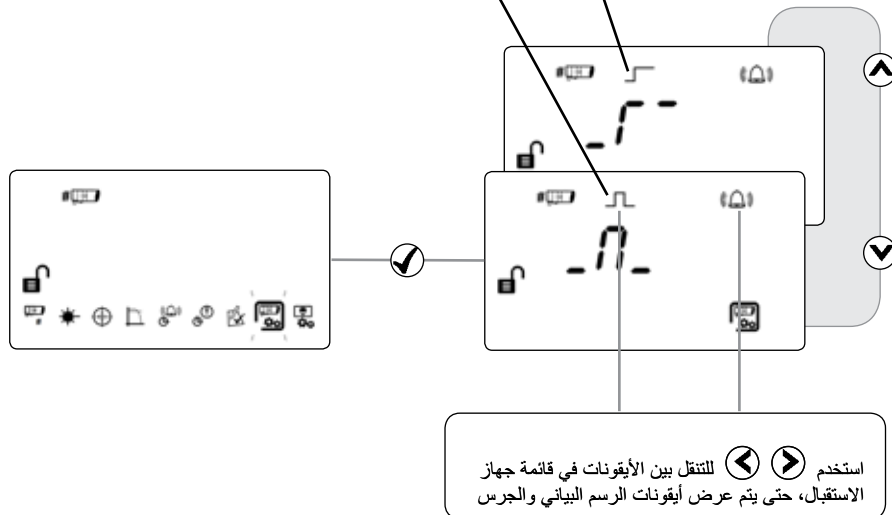 استخدم للتنقل بين الأيقونات في قائمة جهاز
الاستقبال، حتى يتم عرض أيقونات الرسم البياني والجرس